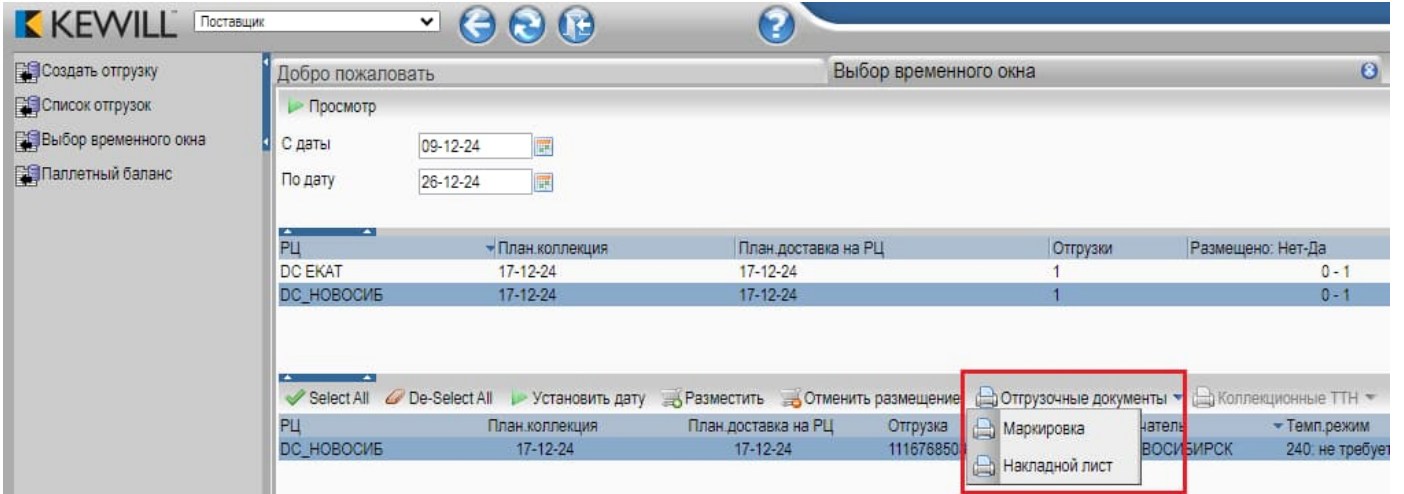 KEWILL Поставщик
Создать отгрузку
Список отгрузок
Выбор временного окна
Паллетный баланс
Добро пожаловать Выбор временного окна
Просмотр
С даты 09-12-24
По дату 26-12-24
РЦ План.коллекция План.доставка на РЦ Отгрузки Размещено: Нет-Да
DC EKAT 17-12-24 17-12-24 1 0 - 1
DC_НОВОСИБ 17-12-24 17-12-24 1 0 - 1
Select All De-Select All Установить дату Разместить Отменить размещение Отгрузочные документы Коллекционные ТТН
РЦ План.коллекция План.доставка на РЦ Отгрузка Маркировка чатель Темп.режим
DC_НОВОСИБ 17-12-24 17-12-24 111676850 ВОСИБИРСК 240: не требует
Накладной лист